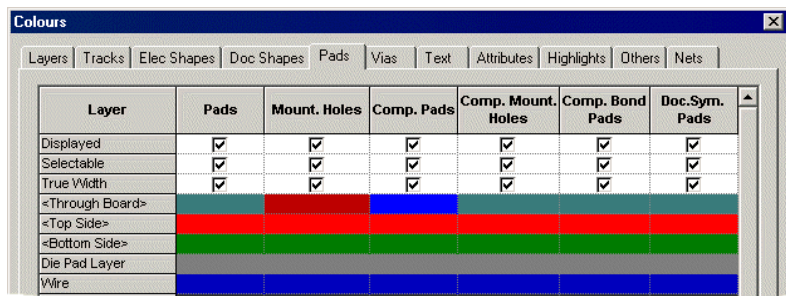 Colours
Layers Tracks Elec Shapes Doc Shapes Pads Vias Text Attributes Highlights Others Nets
Layer Pads Mount. Holes Comp. Pads Comp. Mount. Holes Comp. Bond Pads Doc.Sym. Pads
Displayed
Selectable
True Width
<Through Board>
<Top Side>
<Bottom Side>
Die Pad Layer
Wire